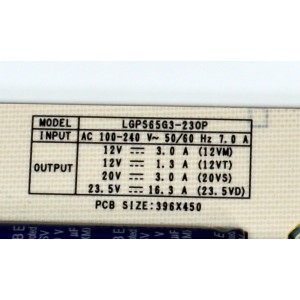 MODEL LGPS65G3-230P
INPUT AC 100-240 V~ 50/60 Hz 7.0 A
OUTPUT
12V ⎓ 3.0 A (12VM)
12V ⎓ 1.3 A (12VT)
20V ⎓ 3.0 A (20VS)
23.5V ⎓ 16.3 A (23.5VD)
PCB SIZE:396X450